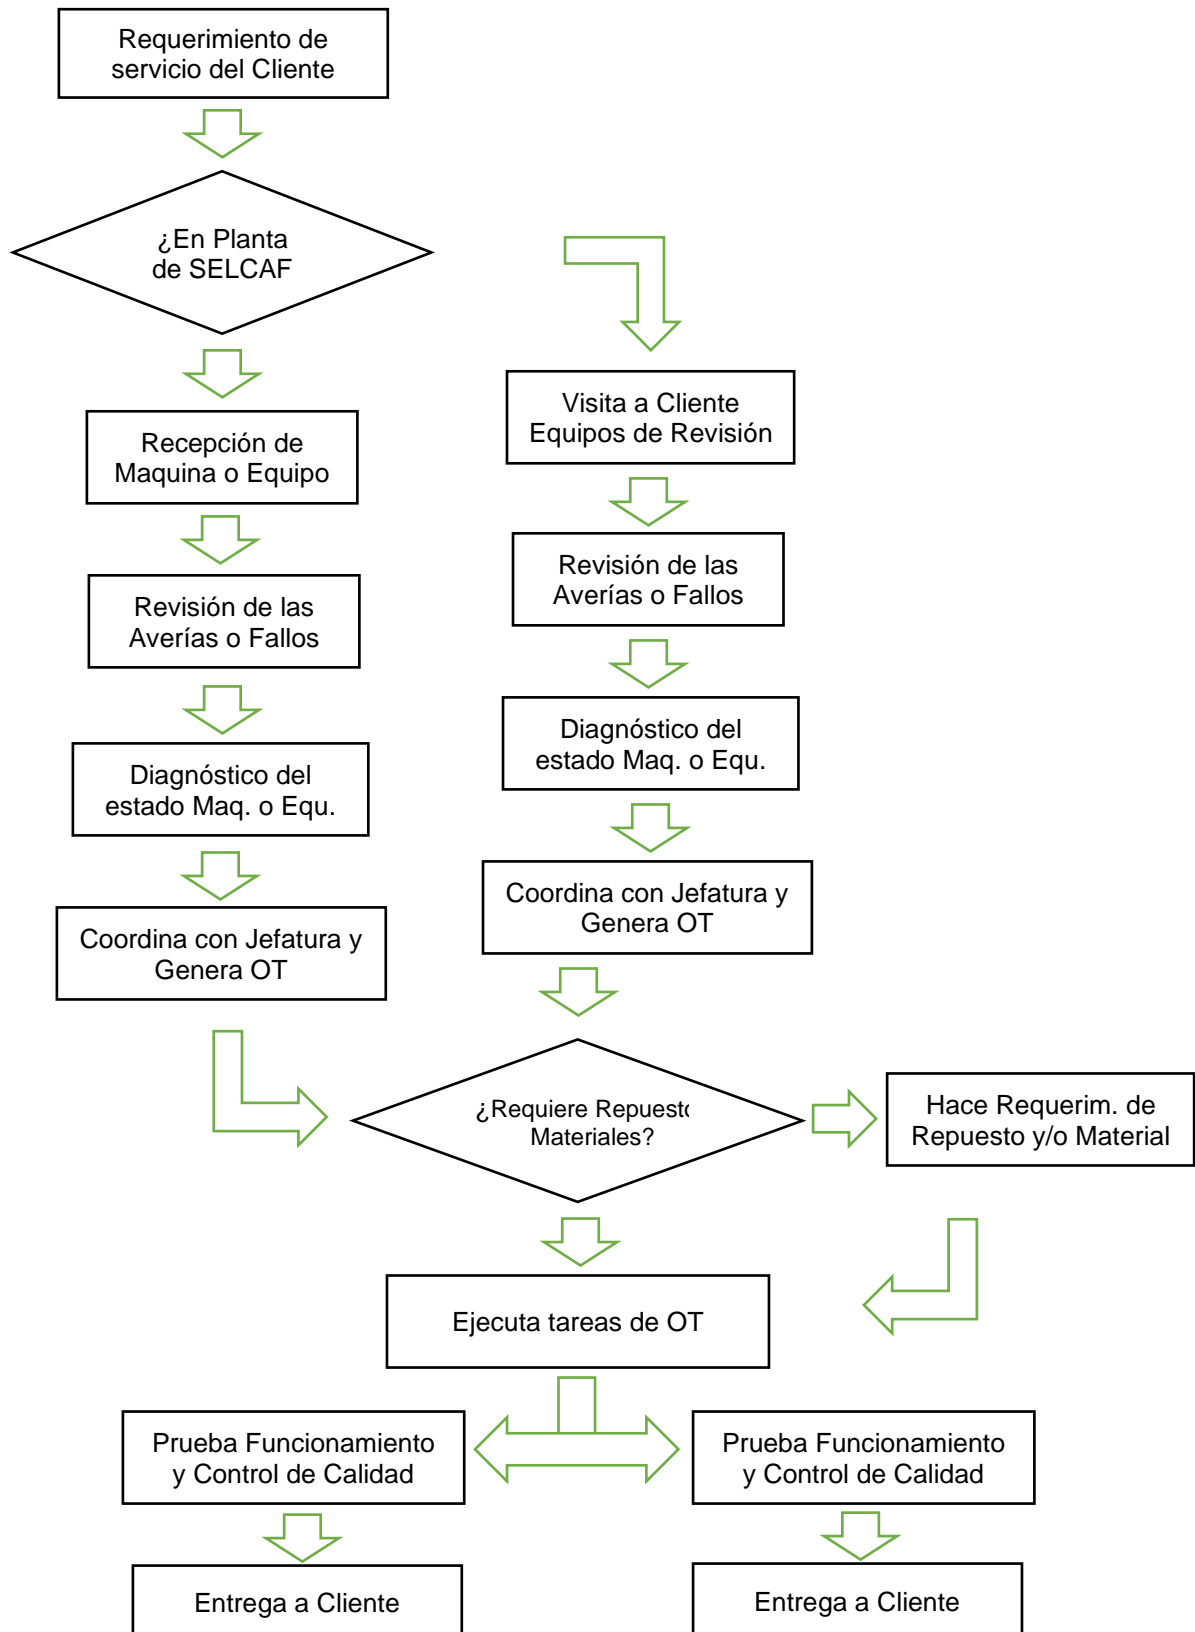 Requerimiento de
servicio del Cliente
¿En Planta
de SELCAF
Recepción de
Maquina o Equipo
Revisión de las
Averías o Fallos
Diagnóstico del
estado Maq. o Equ.
Coordina con Jefatura y
Genera OT
Visita a Cliente
Equipos de Revisión
Revisión de las
Averías o Fallos
Diagnóstico del
estado Maq. o Equ.
Coordina con Jefatura y
Genera OT
¿Requiere Repuesto
Materiales?
Hace Requerim. de
Repuesto y/o Material
Ejecuta tareas de OT
Prueba Funcionamiento
y Control de Calidad
Entrega a Cliente
Prueba Funcionamiento
y Control de Calidad
Entrega a Cliente